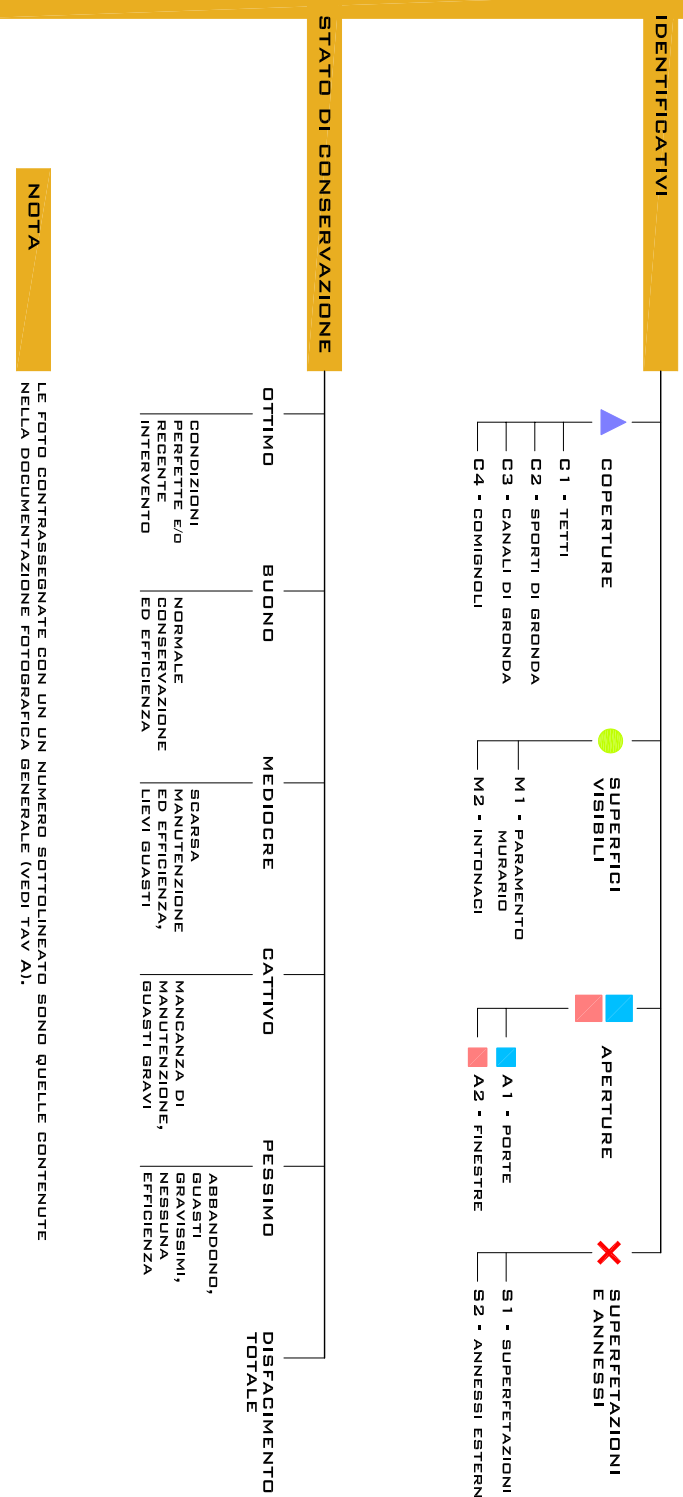 IDENTIFICATIVI
COPERTURE
C1 - TETTI
C2 - SPORTI DI GRONDA
C3 - CANALI DI GRONDA
C4 - COMIGNOLI
SUPERFICI
VISIBILI
M1 - PARAMENTO
MURARIO
M2 - INTONACI
APERTURE
A1 - PORTE
A2 - FINESTRE
SUPERFETAZIONI
E ANNESSI
S1 - SUPERFETAZIONI
S2 - ANNESSI ESTERN
STATO DI CONSERVAZIONE
OTTIMO
CONDIZIONI
PERFETTE E/O
RECENTE
INTERVENTO
BUONO
NORMALE
CONSERVAZIONE
ED EFFICIENZA
MEDIOCRE
SCARSA
MANUTENZIONE
ED EFFICIENZA,
LIEVI GUASTI
CATTIVO
MANCANZA DI
MANUTENZIONE,
GUASTI GRAVI
PESSIMO
ABBANDONO,
GUASTI
GRAVISSIMI,
NESSUNA
EFFICIENZA
DISFACIMENTO
TOTALE
NOTA
LE FOTO CONTRASSEGNATE CON UN UN NUMERO SOTTOLINEATO SONO QUELLE CONTENUTE
NELLA DOCUMENTAZIONE FOTOGRAFICA GENERALE (VEDI TAV A).